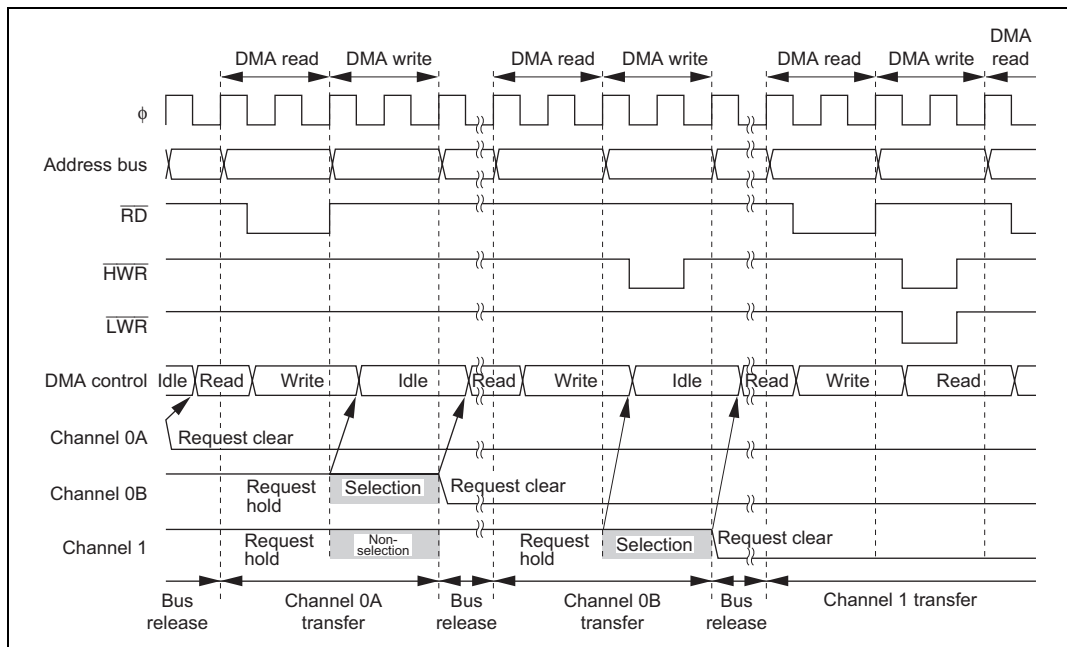 DMA
DMA read DMA write DMA read DMA write DMA read DMA write read
ϕ
Address bus
RD
HWR
LWR
DMA control Idle Read Write Idle Read Write Idle Read Write Read
Channel 0A Request clear
Channel 0B Request hold Selection Request clear
Channel 1 Request hold Non-selection Request hold Selection Request clear
Bus release Channel 0A transfer Bus release Channel 0B transfer Bus release Channel 1 transfer